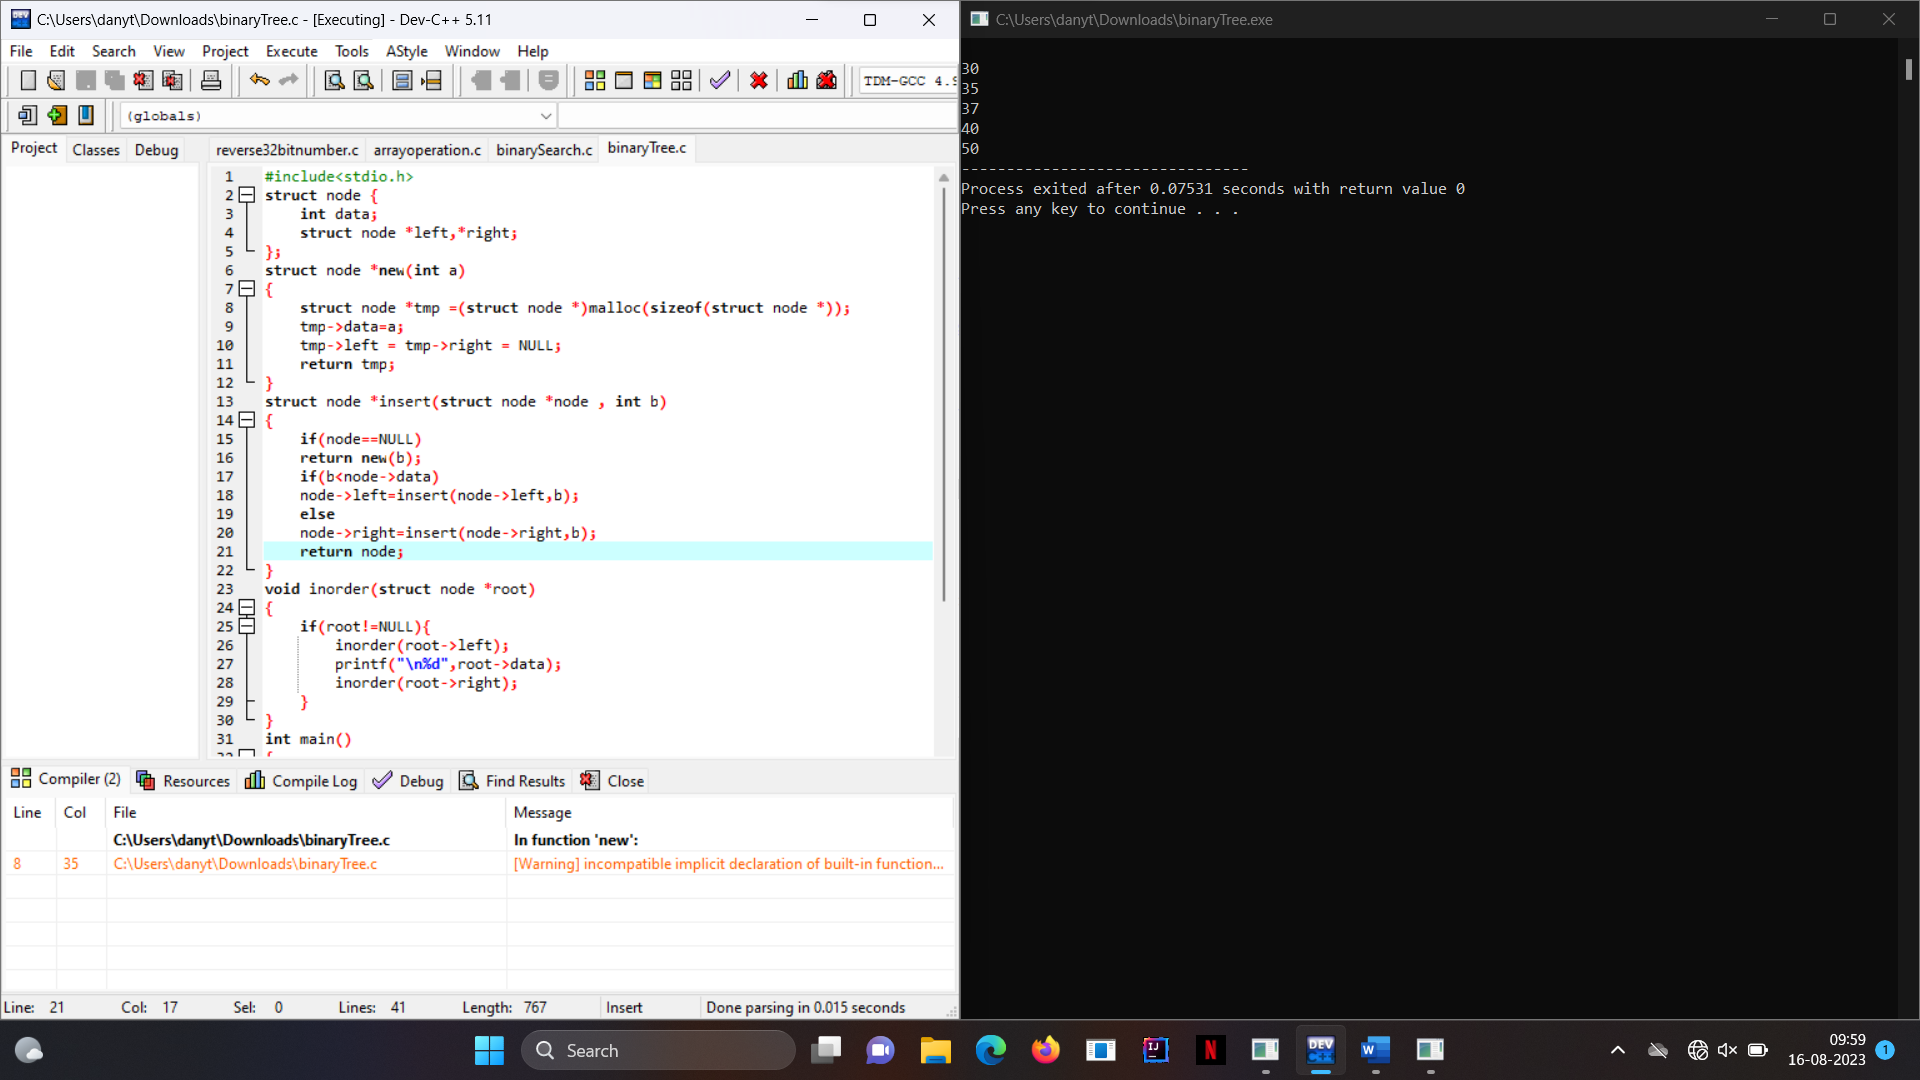 C:\Users\danyt\Downloads\binaryTree.c - [Executing] - Dev-C++ 5.11
File Edit Search View Project Execute Tools AStyle Window Help
TDM-GCC 4.9
(globals)
Project Classes Debug
reverse32bitnumber.c arrayoperation.c binarySearch.c binaryTree.c
1 #include<stdio.h>
2 struct node {
3 int data;
4 struct node *left,*right;
5 };
6 struct node *new(int a)
7 {
8 struct node *tmp =(struct node *)malloc(sizeof(struct node *));
9 tmp->data=a;
10 tmp->left = tmp->right = NULL;
11 return tmp;
12 }
13 struct node *insert(struct node *node , int b)
14 {
15 if(node==NULL)
16 return new(b);
17 if(b<node->data)
18 node->left=insert(node->left,b);
19 else
20 node->right=insert(node->right,b);
21 return node;
22 }
23 void inorder(struct node *root)
24 {
25 if(root!=NULL){
26 inorder(root->left);
27 printf("\n%d",root->data);
28 inorder(root->right);
29 }
30 }
31 int main()
32 {
Compiler (2) Resources Compile Log Debug Find Results Close
Line Col File Message
C:\Users\danyt\Downloads\binaryTree.c In function 'new':
8 35 C:\Users\danyt\Downloads\binaryTree.c [Warning] incompatible implicit declaration of built-in function...
Line: 21 Col: 17 Sel: 0 Lines: 41 Length: 767 Insert Done parsing in 0.015 seconds
C:\Users\danyt\Downloads\binaryTree.exe
30
35
37
40
50
--------------------------------
Process exited after 0.07531 seconds with return value 0
Press any key to continue . . .
Search
09:59
16-08-2023
1